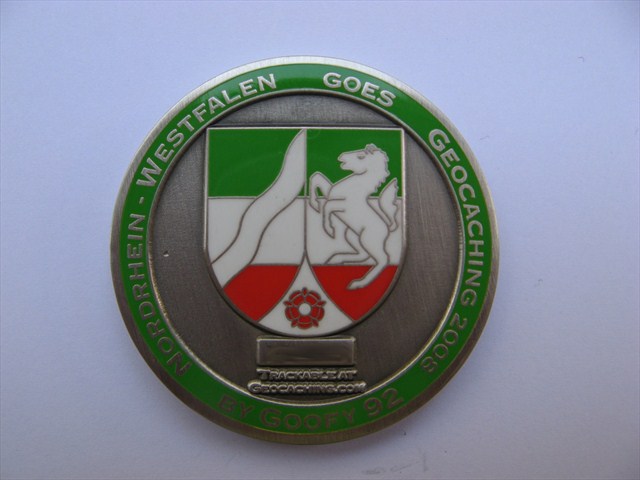 Nordrhein - Westfalen goes Geocaching 2008
by Goofy 92
Trackable at
Geocaching.com